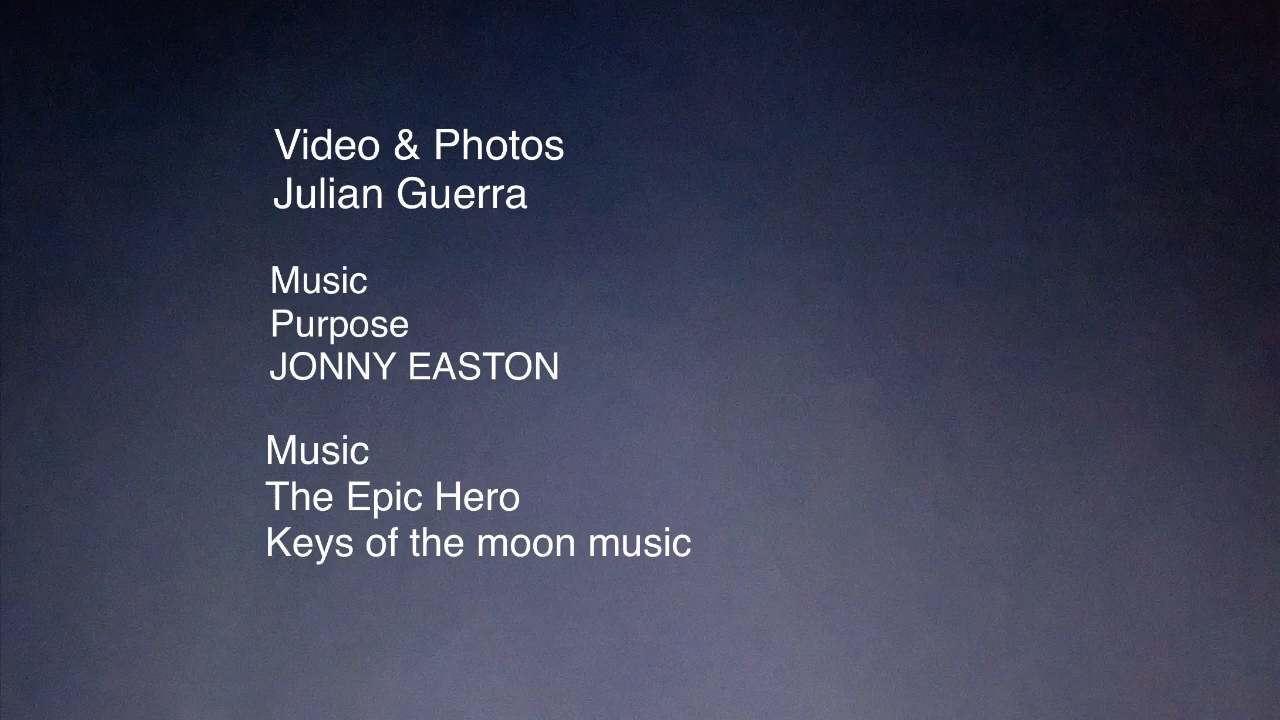 Video & Photos
Julian Guerra
Music
Purpose
JONNY EASTON
Music
The Epic Hero
Keys of the moon music